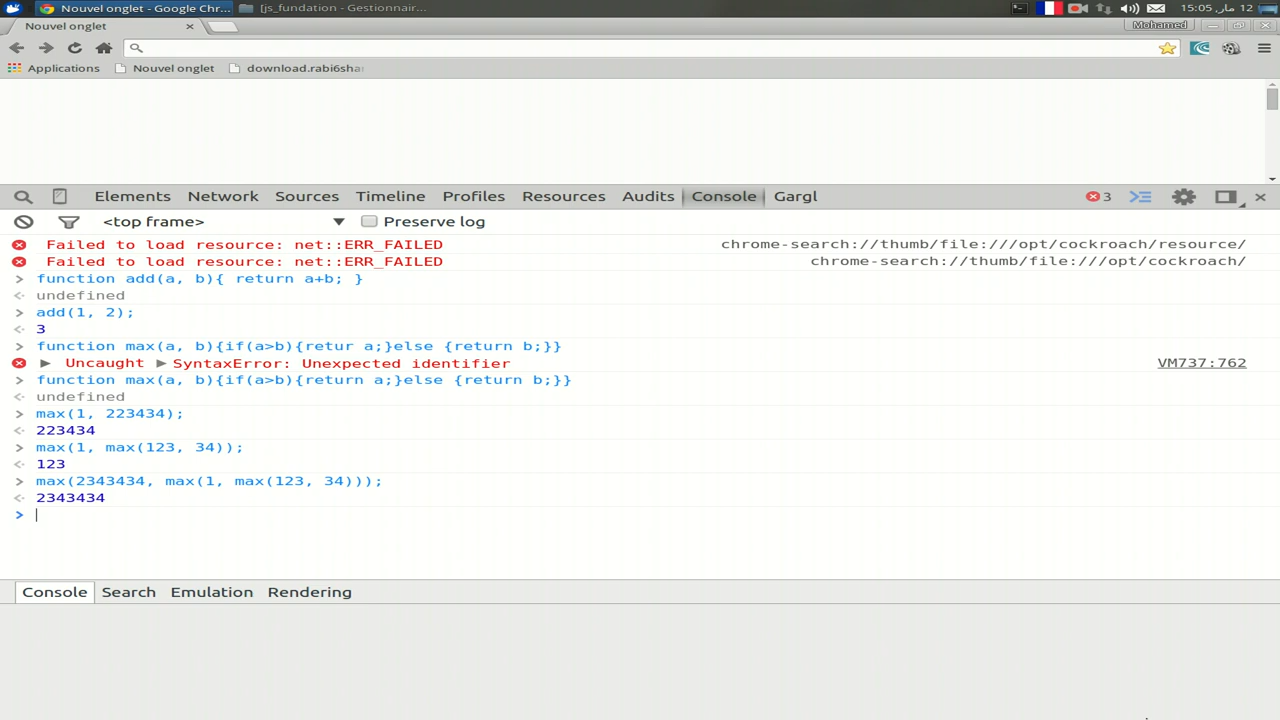 Nouvel onglet - Google Chr... [js_fundation - Gestionnair... 15:05 ,مار 12
Nouvel onglet × Mohamed
Applications Nouvel onglet download.rabi6sha
Elements Network Sources Timeline Profiles Resources Audits Console Gargl 3
<top frame> Preserve log
Failed to load resource: net::ERR_FAILED chrome-search://thumb/file:///opt/cockroach/resource/
Failed to load resource: net::ERR_FAILED chrome-search://thumb/file:///opt/cockroach/
> function add(a, b){ return a+b; }
undefined
> add(1, 2);
3
> function max(a, b){if(a>b){retur a;}else {return b;}}
Uncaught SyntaxError: Unexpected identifier VM737:762
> function max(a, b){if(a>b){return a;}else {return b;}}
undefined
> max(1, 223434);
223434
> max(1, max(123, 34));
123
> max(2343434, max(1, max(123, 34)));
2343434
>
Console Search Emulation Rendering